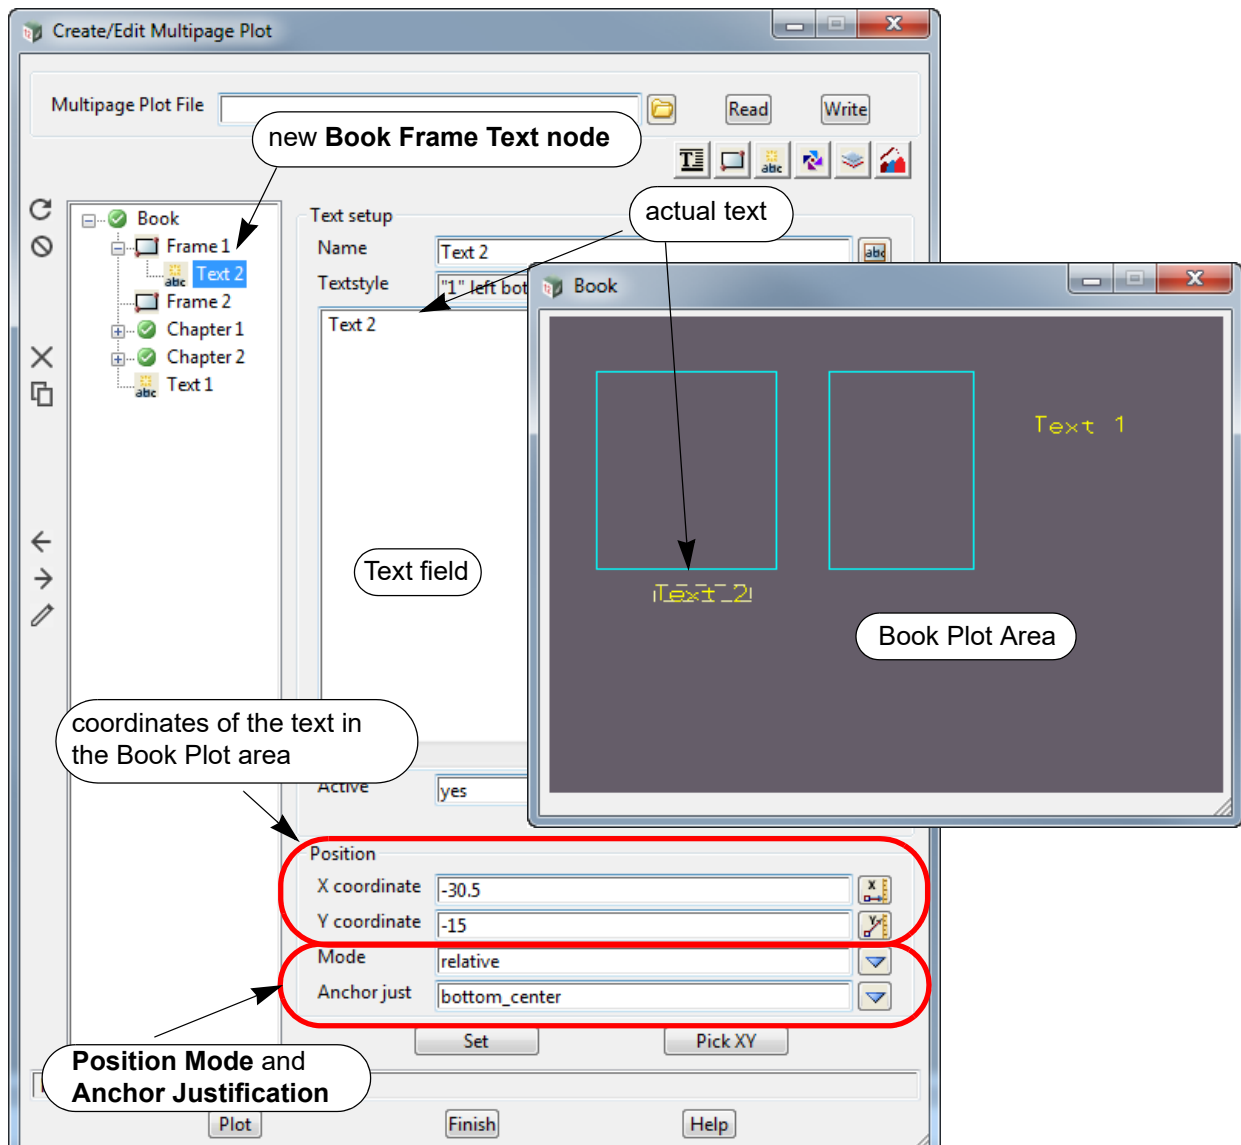 Create/Edit Multipage Plot
Multipage Plot File
Read
Write
new Book Frame Text node
abc
actual text
Book
Frame 1
abc
Text 2
Frame 2
Chapter 1
Chapter 2
abc
Text 1
Text setup
Name
Text 2
abc
Textstyle
"1" left bot
Text 2
Text field
Book
Text 1
Text 2
Book Plot Area
coordinates of the text in
the Book Plot area
Active
yes
Position
X coordinate
-30.5
X
Y coordinate
-15
Y
Mode
relative
Anchor just
bottom_center
Set
Pick XY
Position Mode and
Anchor Justification
Plot
Finish
Help